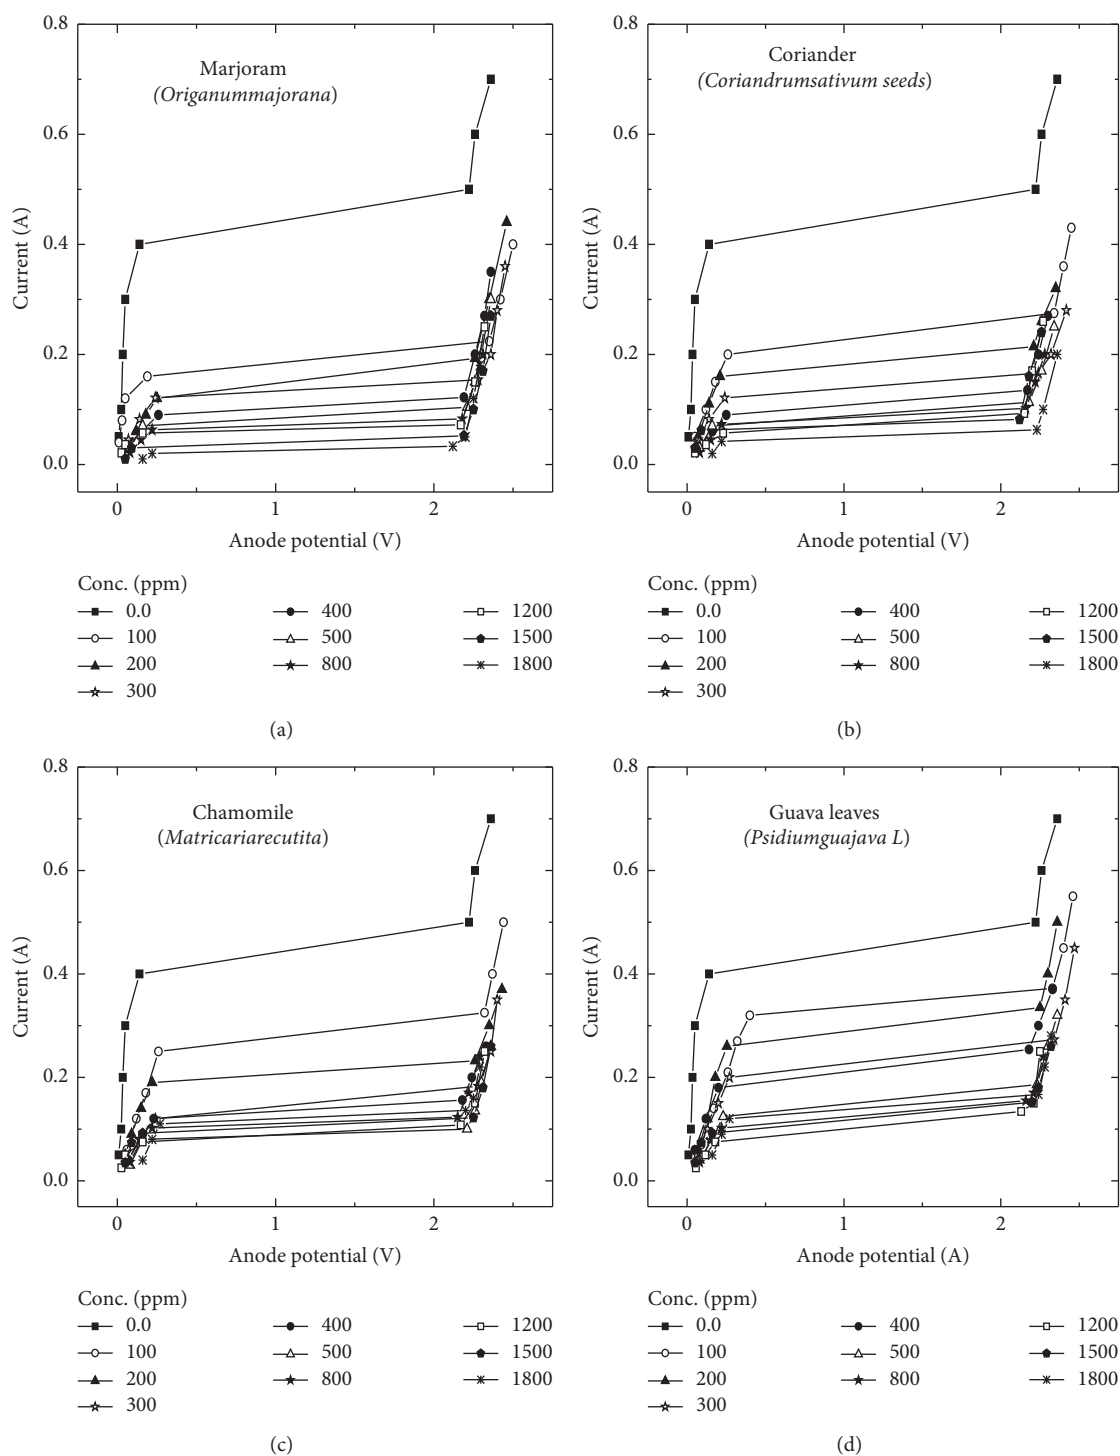 0.8
Marjoram
(Origanummajorana)
0.6
Current (A)
0.4
0.2
0.0
0 1 2
Anode potential (V)
Conc. (ppm)
0.0 400 1200
100 500 1500
200 800 1800
300
(a)
0.8
Coriander
(Coriandrumsativum seeds)
0.6
Current (A)
0.4
0.2
0.0
0 1 2
Anode potential (V)
Conc. (ppm)
0.0 400 1200
100 500 1500
200 800 1800
300
(b)
0.8
Chamomile
(Matricariarecutita)
0.6
Current (A)
0.4
0.2
0.0
0 1 2
Anode potential (V)
Conc. (ppm)
0.0 400 1200
100 500 1500
200 800 1800
300
(c)
0.8
Guava leaves
(Psidiumguajava L)
0.6
Current (A)
0.4
0.2
0.0
0 1 2
Anode potential (A)
Conc. (ppm)
0.0 400 1200
100 500 1500
200 800 1800
300
(d)